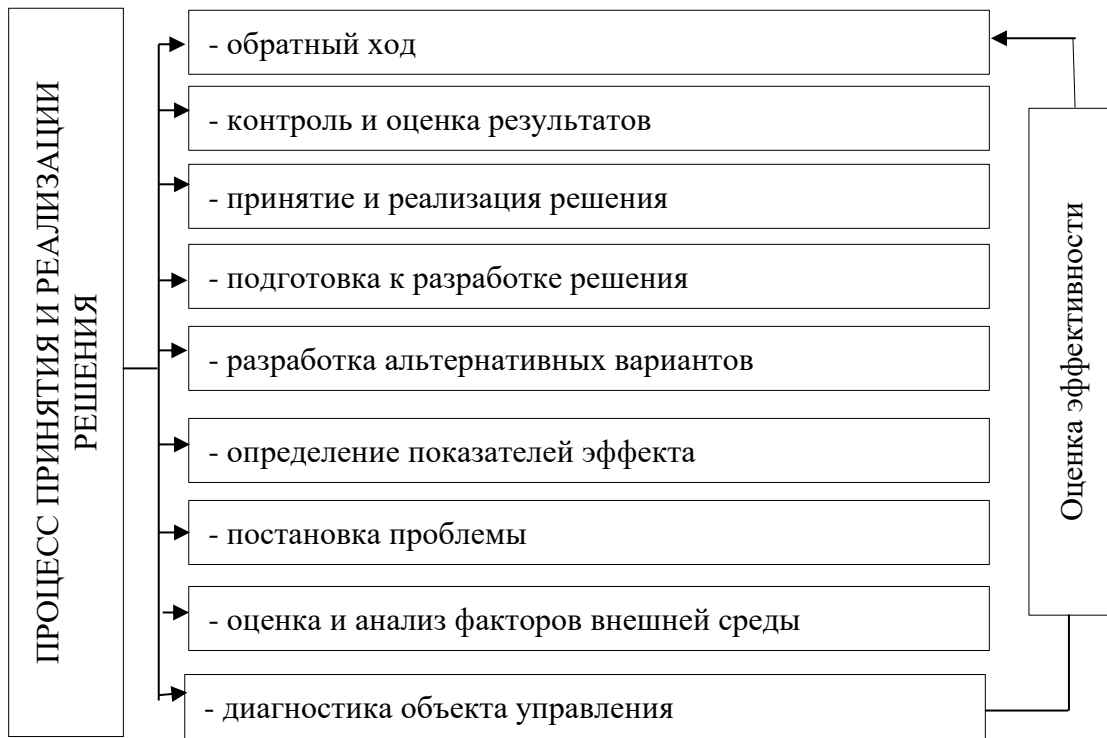 ПРОЦЕСС ПРИНЯТИЯ И РЕАЛИЗАЦИИ
РЕШЕНИЯ
- обратный ход
- контроль и оценка результатов
- принятие и реализация решения
- подготовка к разработке решения
- разработка альтернативных вариантов
- определение показателей эффекта
- постановка проблемы
- оценка и анализ факторов внешней среды
- диагностика объекта управления
Оценка эффективности